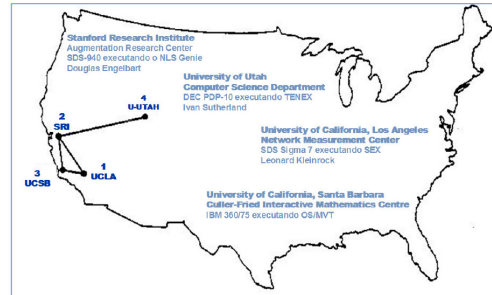 Stanford Research Institute
Augmentation Research Center
SDS-940 executando o NLS Genie
Douglas Engelbart
University of Utah
Computer Science Department
DEC PDP-10 executando TENEX
Ivan Sutherland
4
U-UTAH
2
SRI
University of California, Los Angeles
Network Measurement Center
SDS Sigma 7 executando SEX
Leonard Kleinrock
3
UCSB
1
UCLA
University of California, Santa Barbara
Culler-Fried Interactive Mathematics Centre
IBM 360/75 executando OS/MVT